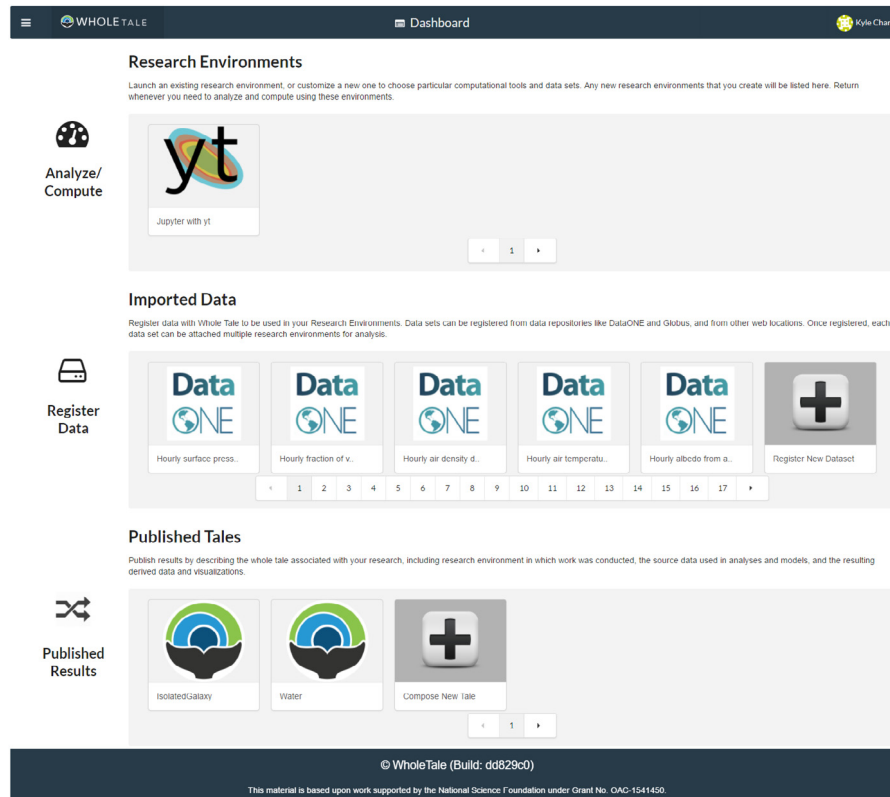 WHOLETALE
Dashboard
Kyle Char
Research Environments
Launch an existing research environment, or customize a new one to choose particular computational tools and data sets. Any new research environments that you create will be listed here. Return
whenever you need to analyze and compute using these environments.
Analyze/
Compute
yt
Jupyter with yt
1
Imported Data
Register data with Whole Tale to be used in your Research Environments. Data sets can be registered from data repositories like DataONE and Globus, and from other web locations. Once registered, each
data set can be attached multiple research environments for analysis.
Register
Data
Data Data Data Data Data
ONE ONE ONE ONE ONE
Hourly surface press.. Hourly fraction of v.. Hourly air density d.. Hourly air temperatu.. Hourly albedo from a.. Register New Dataset
1 2 3 4 5 6 7 8 9 10 11 12 13 14 15 16 17
Published Tales
Publish results by describing the whole tale associated with your research, including research environment in which work was conducted, the source data used in analyses and models, and the resulting
derived data and visualizations.
Published
Results
IsolatedGalaxy Water Compose New Tale
1
© WholeTale (Build: dd829c0)
This material is based upon work supported by the National Science Foundation under Grant No. OAC-1541450.